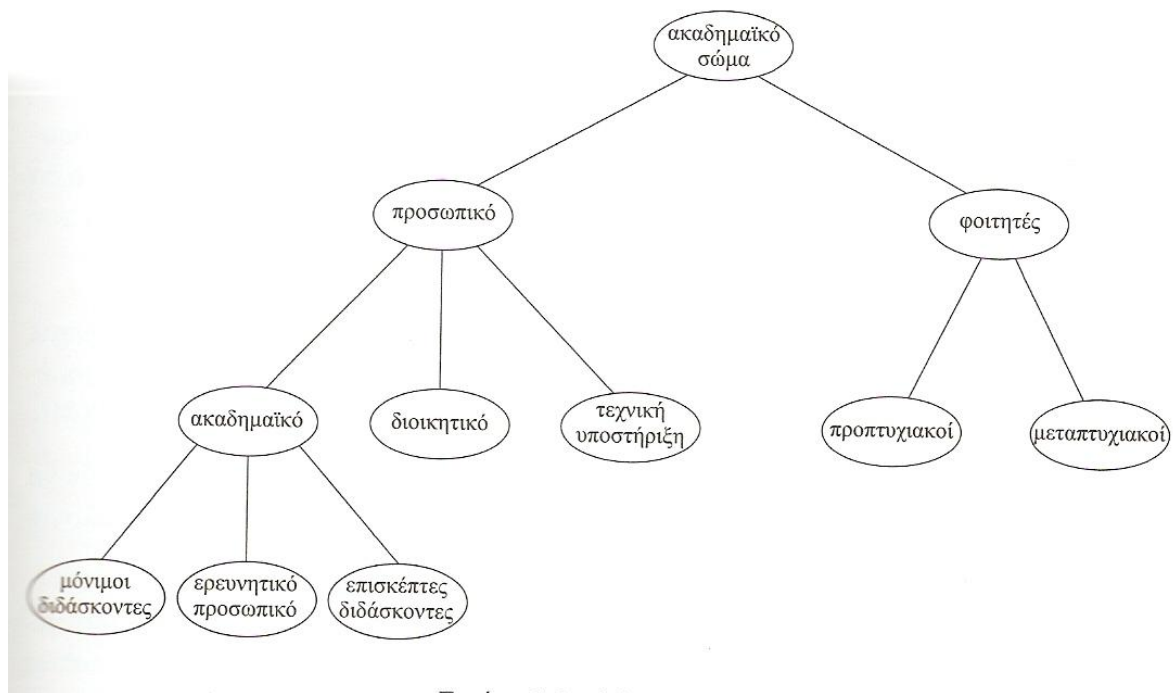 ακαδημαϊκό
σώμα
προσωπικό
φοιτητές
ακαδημαϊκό
διοικητικό
τεχνική
υποστήριξη
προπτυχιακοί
μεταπτυχιακοί
μόνιμοι
διδάσκοντες
ερευνητικό
προσωπικό
επισκέπτες
διδάσκοντες